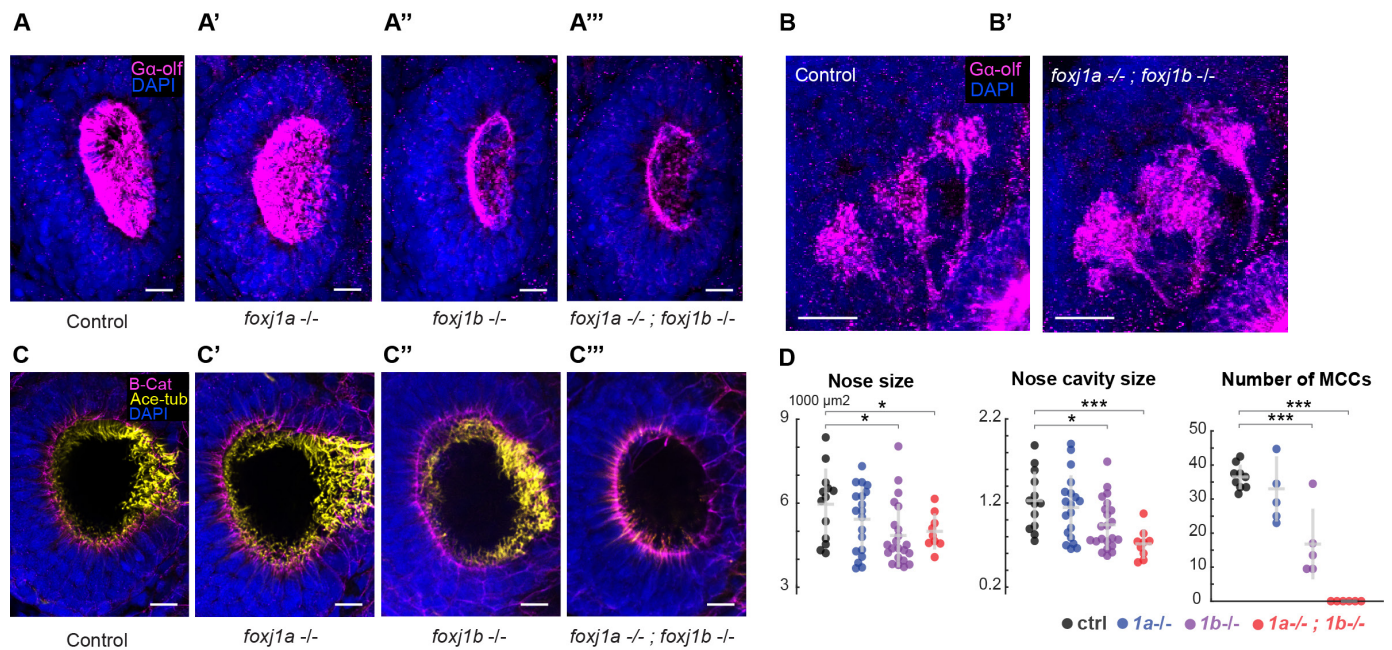 A A' A'' A''' B B'
Gα-olf
DAPI
Control
Gα-olf
DAPI
foxj1a -/- ; foxj1b -/-
Control foxj1a -/- foxj1b -/- foxj1a -/- ; foxj1b -/-
C C' C'' C'''
B-Cat
Ace-tub
DAPI
Control foxj1a -/- foxj1b -/- foxj1a -/- ; foxj1b -/-
D
Nose size
1000 µm2
9
6
3
*
*
Nose cavity size
2.2
1.2
0.2
***
*
Number of MCCs
50
40
30
20
10
0
***
***
ctrl 1a-/- 1b-/- 1a-/- ; 1b-/-